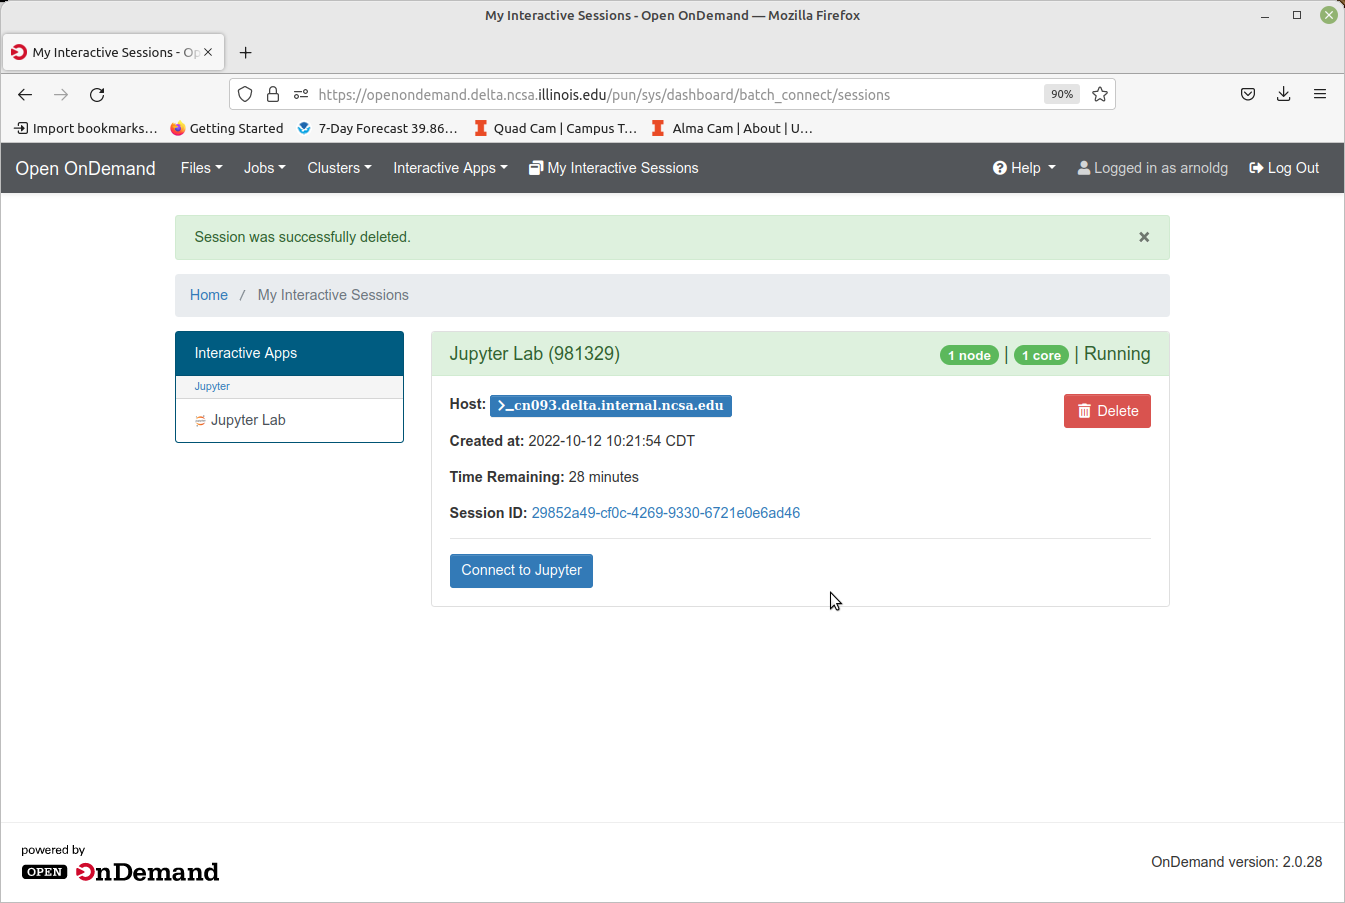 My Interactive Sessions - Open OnDemand — Mozilla Firefox
My Interactive Sessions - Op
https://openondemand.delta.ncsa.illinois.edu/pun/sys/dashboard/batch_connect/sessions
90%
Import bookmarks...
Getting Started
7-Day Forecast 39.86...
Quad Cam | Campus T...
Alma Cam | About | U...
Open OnDemand
Files
Jobs
Clusters
Interactive Apps
My Interactive Sessions
Help
Logged in as arnoldg
Log Out
Session was successfully deleted.
×
Home / My Interactive Sessions
Interactive Apps
Jupyter
Jupyter Lab
Jupyter Lab (981329)
1 node | 1 core | Running
Host: >_cn093.delta.internal.ncsa.edu
Delete
Created at: 2022-10-12 10:21:54 CDT
Time Remaining: 28 minutes
Session ID: 29852a49-cf0c-4269-9330-6721e0e6ad46
Connect to Jupyter
powered by
OPEN OnDemand
OnDemand version: 2.0.28